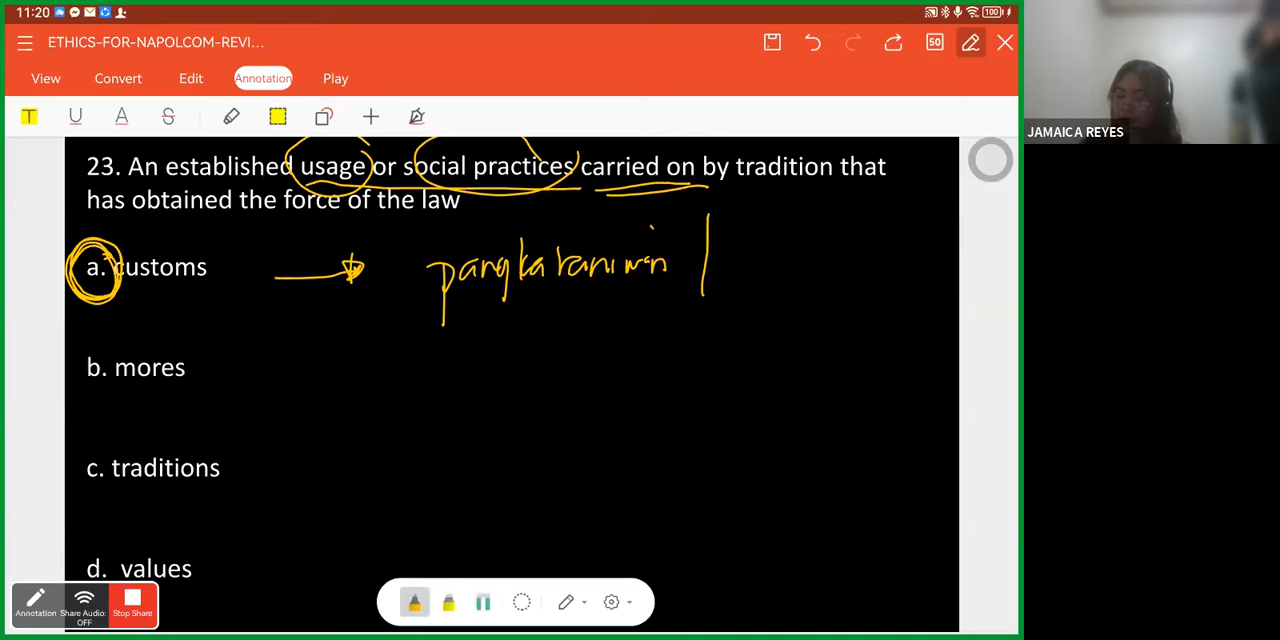 11:20
100
ETHICS-FOR-NAPOLCOM-REVI...
50
View Convert Edit Annotation Play
T U A S
JAMAICA REYES
23. An established usage or social practices carried on by tradition that
has obtained the force of the law
a. customs
pangkaraniwan
b. mores
c. traditions
d. values
Annotation Share Audio: OFF Stop Share